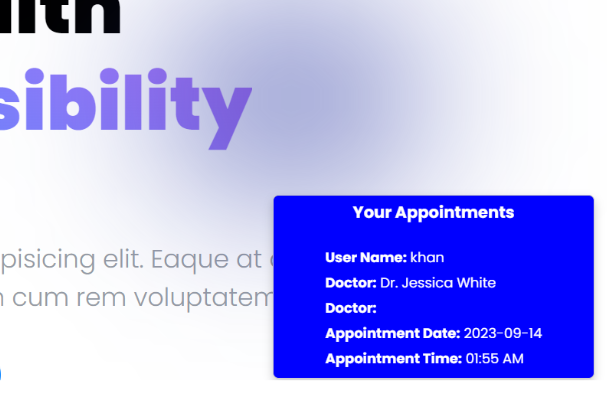 sibility
Your Appointments
User Name: khan
Doctor: Dr. Jessica White
pisicing elit. Eaque at
Doctor:
cum rem voluptatem
Appointment Date: 2023-09-14
Appointment Time: 01:55 AM